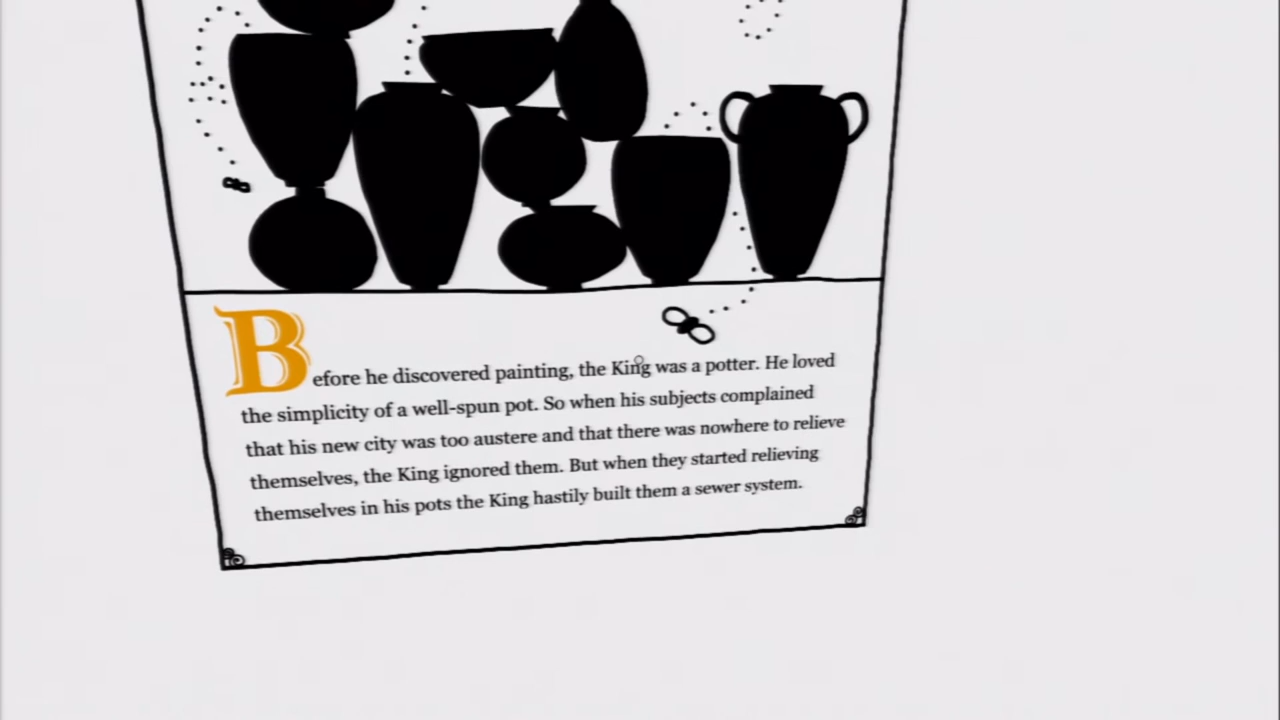 Before he discovered painting, the King was a potter. He loved
the simplicity of a well-spun pot. So when his subjects complained
that his new city was too austere and that there was nowhere to relieve
themselves, the King ignored them. But when they started relieving
themselves in his pots the King hastily built them a sewer system.